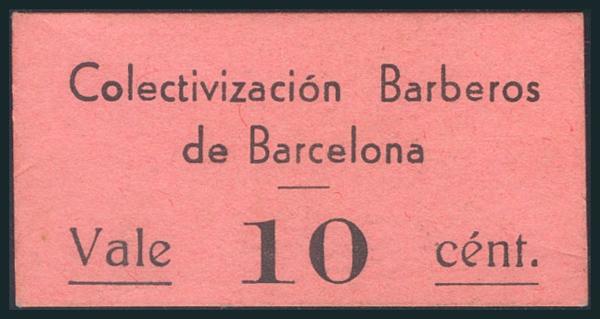 Colectivización Barberos
de Barcelona
Vale 10 cént.